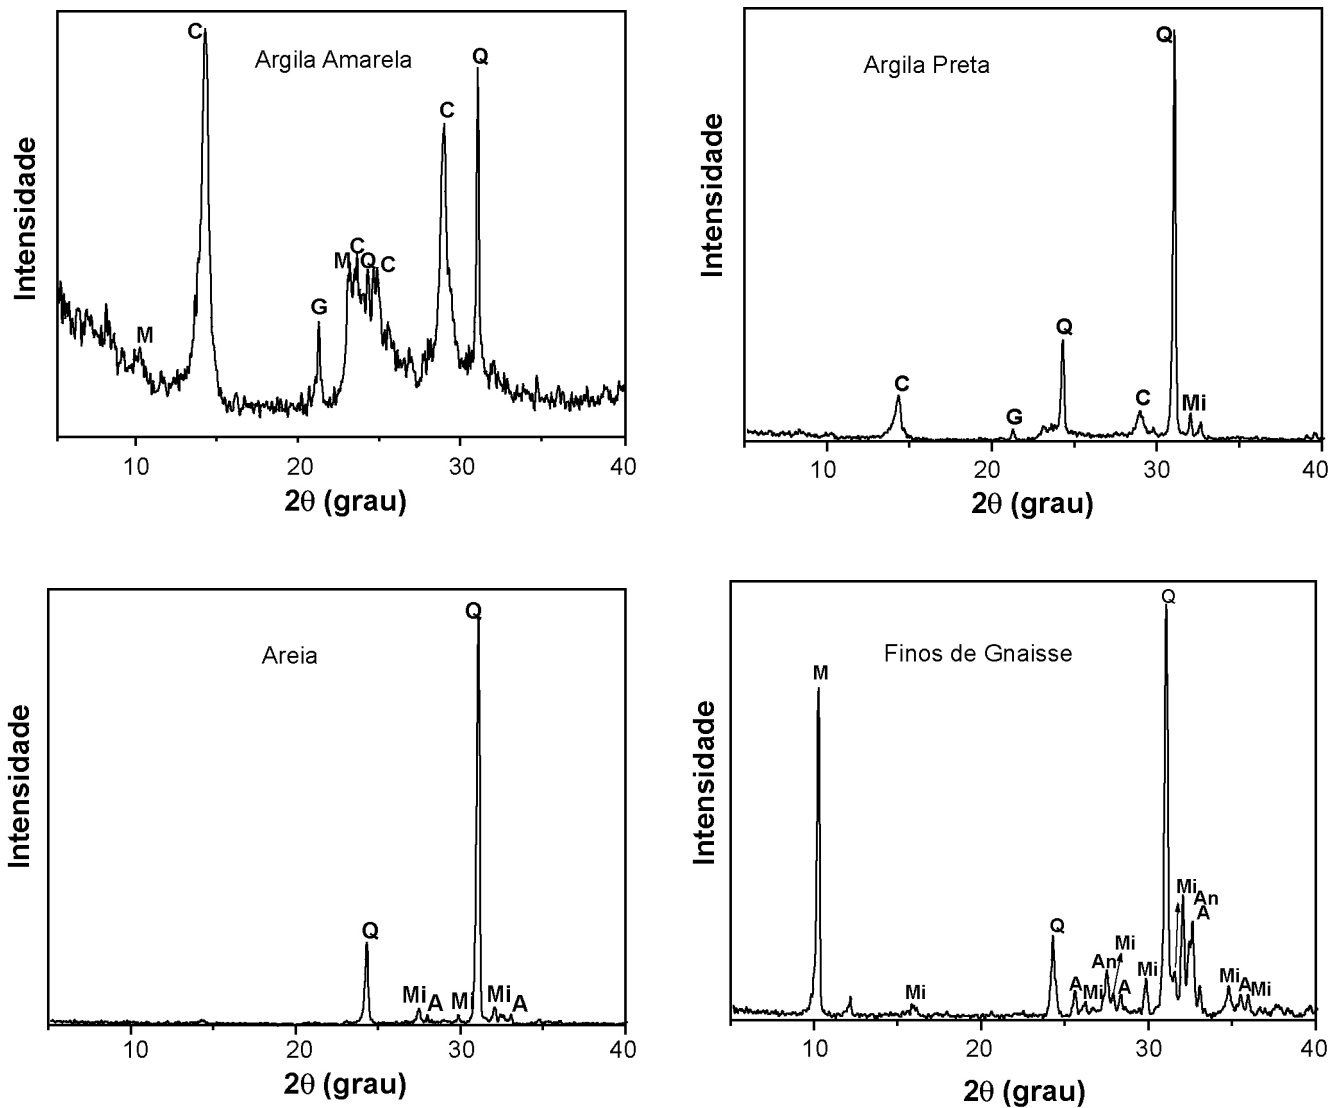 Argila Amarela
Intensidade
C
M
G
M
C
Q
C
C
Q
10
20
30
40
2θ (grau)
Argila Preta
Intensidade
C
G
Q
C
Q
Mi
10
20
30
40
2θ (grau)
Areia
Intensidade
Q
Mi
A
Mi
Q
Mi
A
10
20
30
40
2θ (grau)
Finos de Gnaisse
Intensidade
M
Mi
Q
A
Mi
An
Mi
A
Mi
Q
Mi
An
A
Mi
A
Mi
10
20
30
40
2θ (grau)